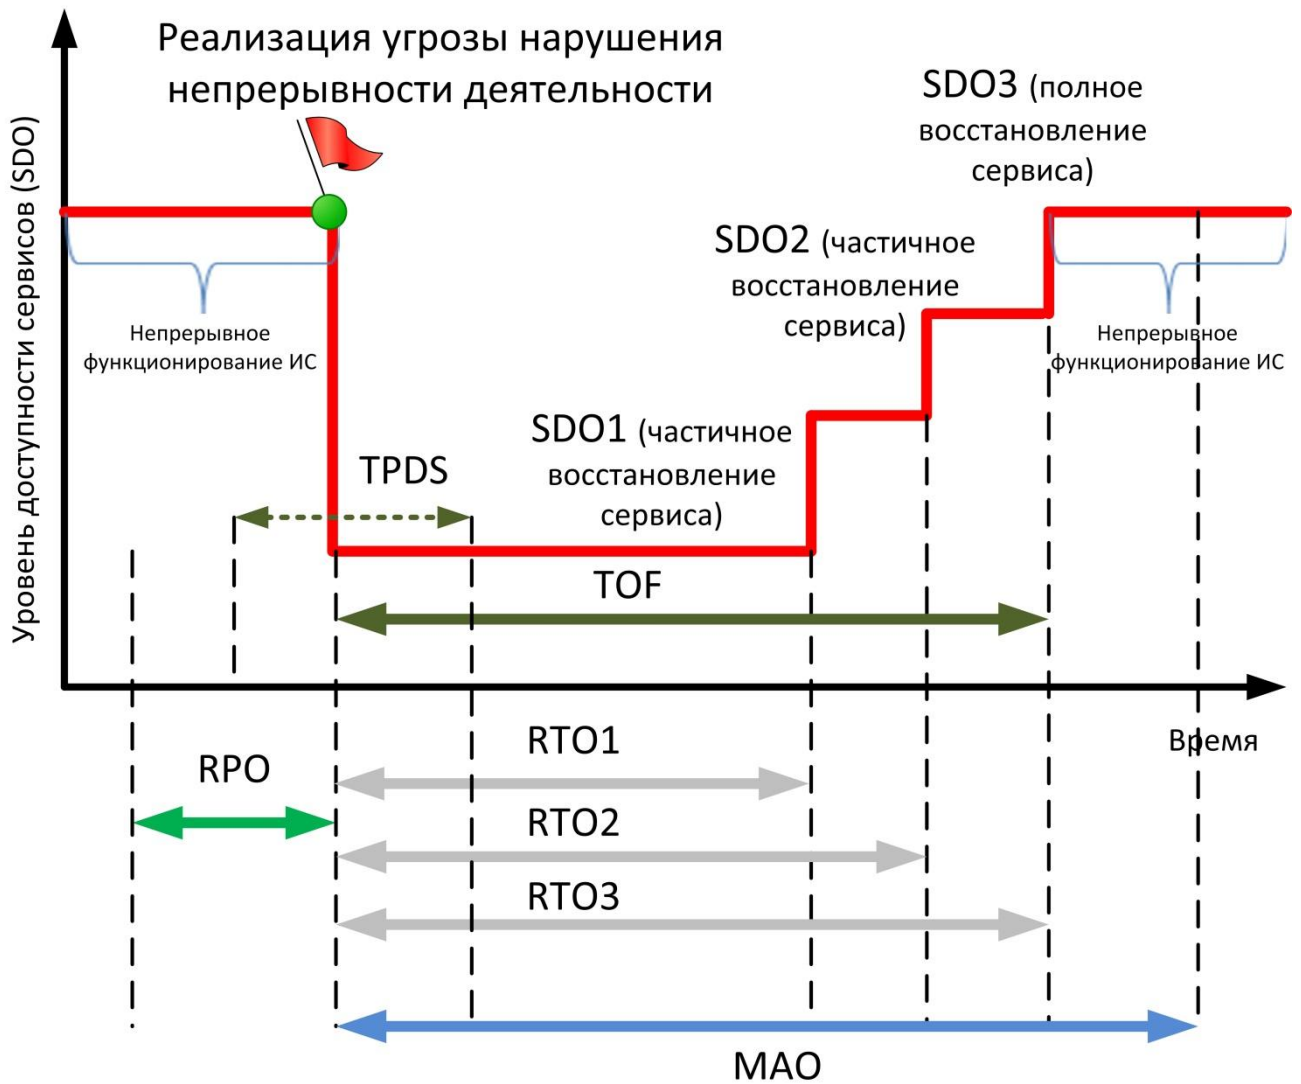 Реализация угрозы нарушения
непрерывности деятельности
SDO3 (полное
восстановление
сервиса)
Уровень доступности сервисов (SDO)
SDO2 (частичное
восстановление
сервиса)
Непрерывное
функционирование ИС
Непрерывное
функционирование ИС
SDO1 (частичное
восстановление
сервиса)
TPDS
TOF
Время
RPO
RTO1
RTO2
RTO3
MAO